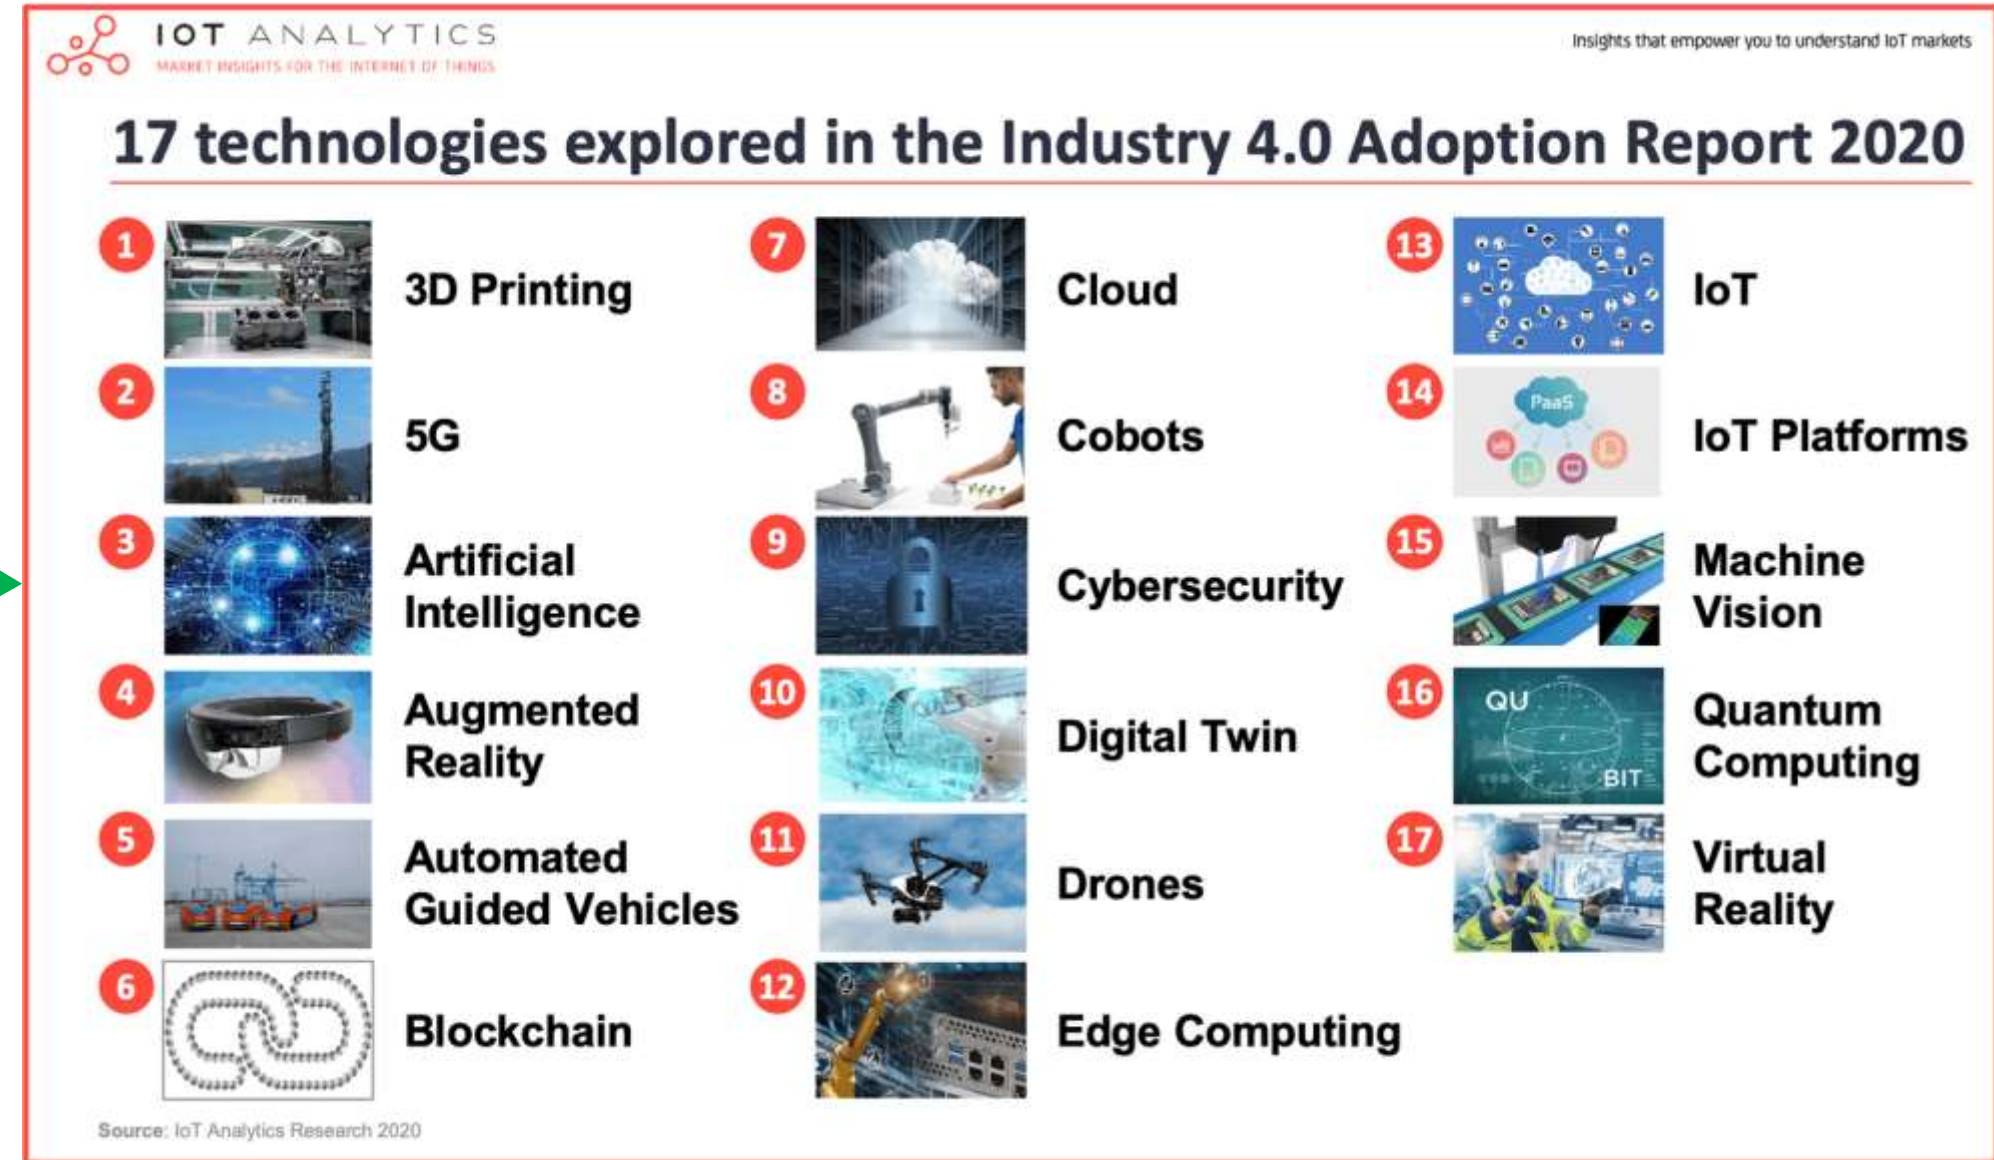 IOT ANALYTICS
MARKET INSIGHTS FOR THE INTERNET OF THINGS
Insights that empower you to understand IoT markets
17 technologies explored in the Industry 4.0 Adoption Report 2020
1
3D Printing
2
5G
3
Artificial
Intelligence
4
Augmented
Reality
5
Automated
Guided Vehicles
6
Blockchain
7
Cloud
8
Cobots
9
Cybersecurity
10
Digital Twin
11
Drones
12
Edge Computing
13
IoT
14
PaaS
IoT Platforms
15
Machine
Vision
16
QU
BIT
Quantum
Computing
17
Virtual
Reality
Source: IoT Analytics Research 2020